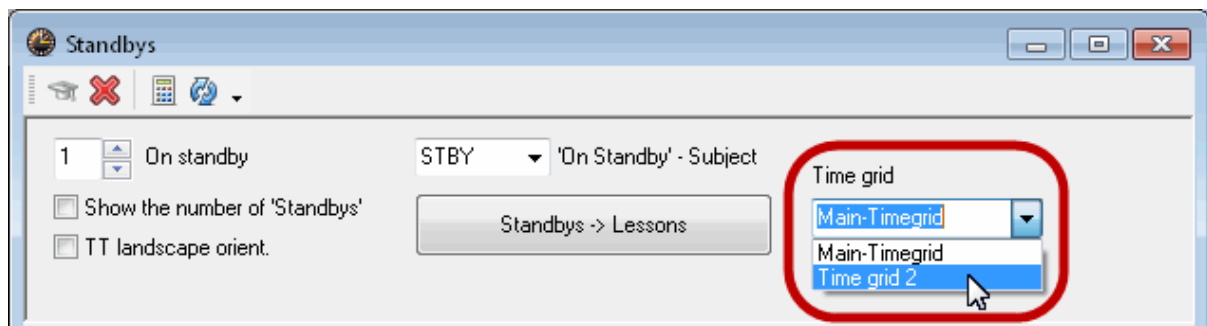 Standbys
1 On standby
STBY 'On Standby' - Subject
Time grid
Show the number of 'Standbys'
Standbys -> Lessons
Main-Timegrid
TT landscape orient.
Main-Timegrid
Time grid 2